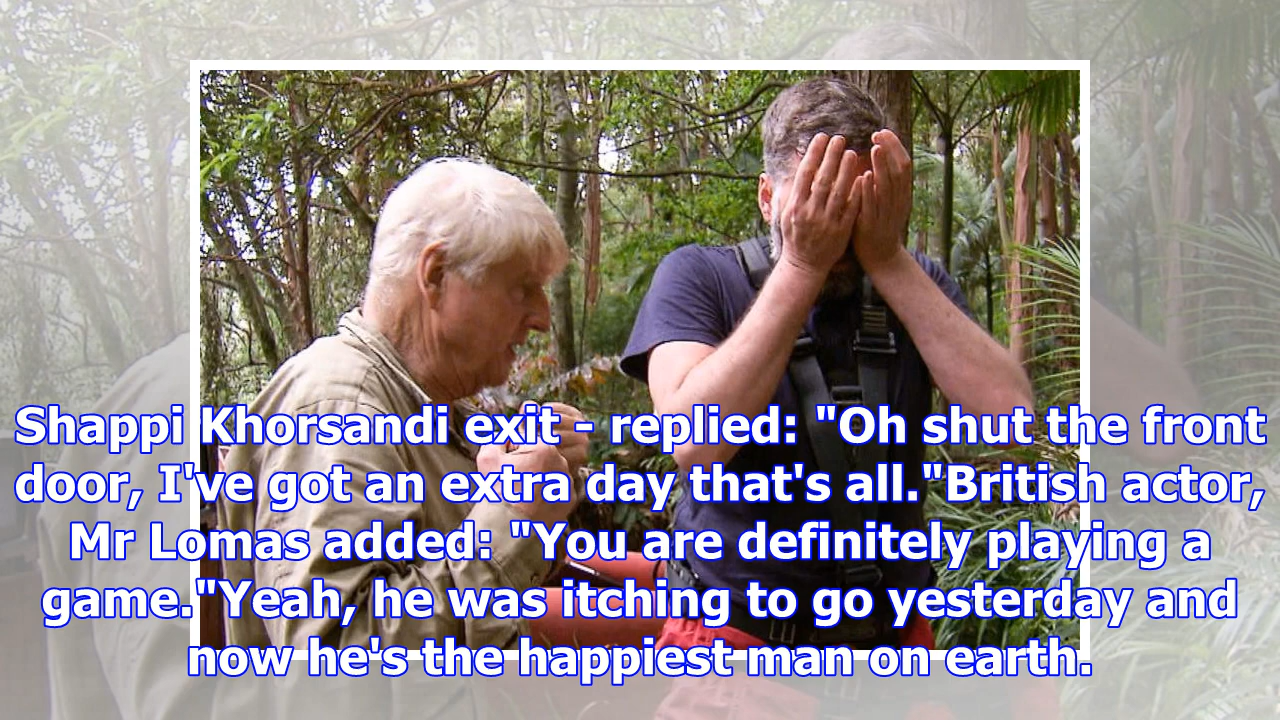 Shappi Khorsandi exit - replied: "Oh shut the front
door, I've got an extra day that's all."British actor,
Mr Lomas added: "You are definitely playing a
game."Yeah, he was itching to go yesterday and
now he's the happiest man on earth.